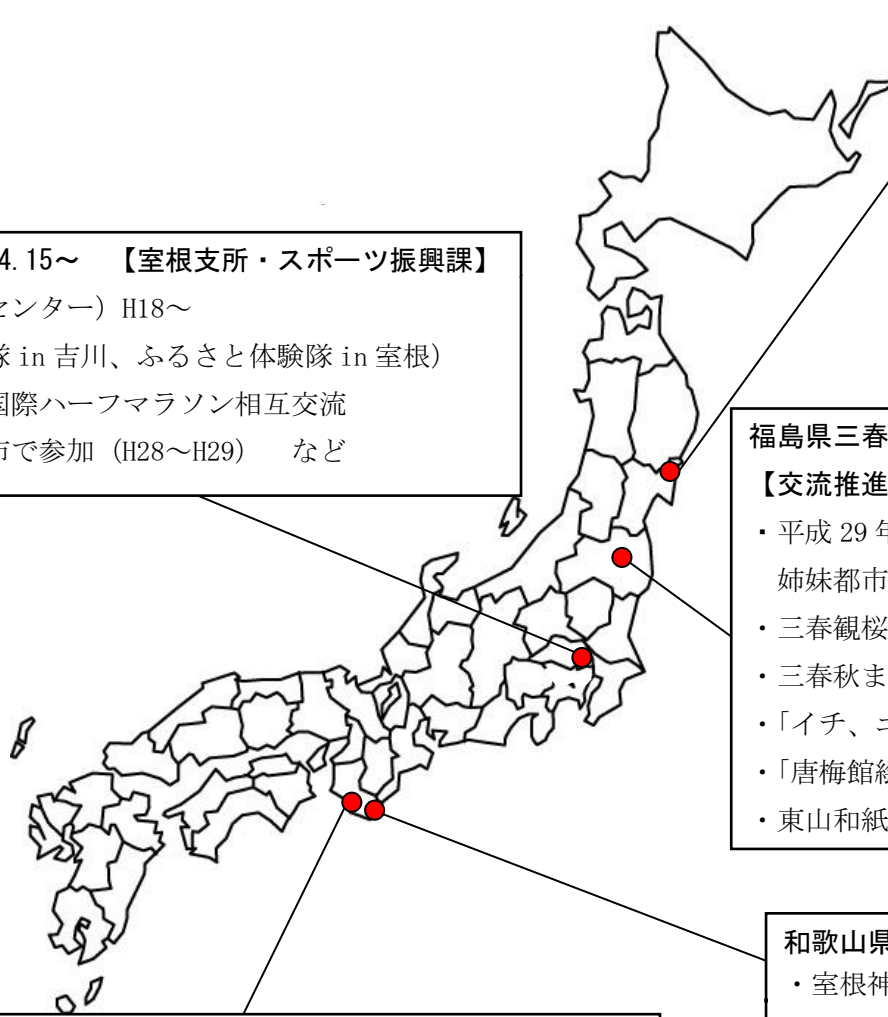 4.15～　【室根支所・スポーツ振興課】
センター）H18～
隊 in 吉川、ふるさと体験隊 in 室根）
国際ハーフマラソン相互交流
市で参加（H28～H29）　など
福島県三春
【交流推進
・平成 29 年
姉妹都市
・三春観桜
・三春秋ま
・「イチ、ニ
・「唐梅館絵
・東山和紙
和歌山県
・室根神